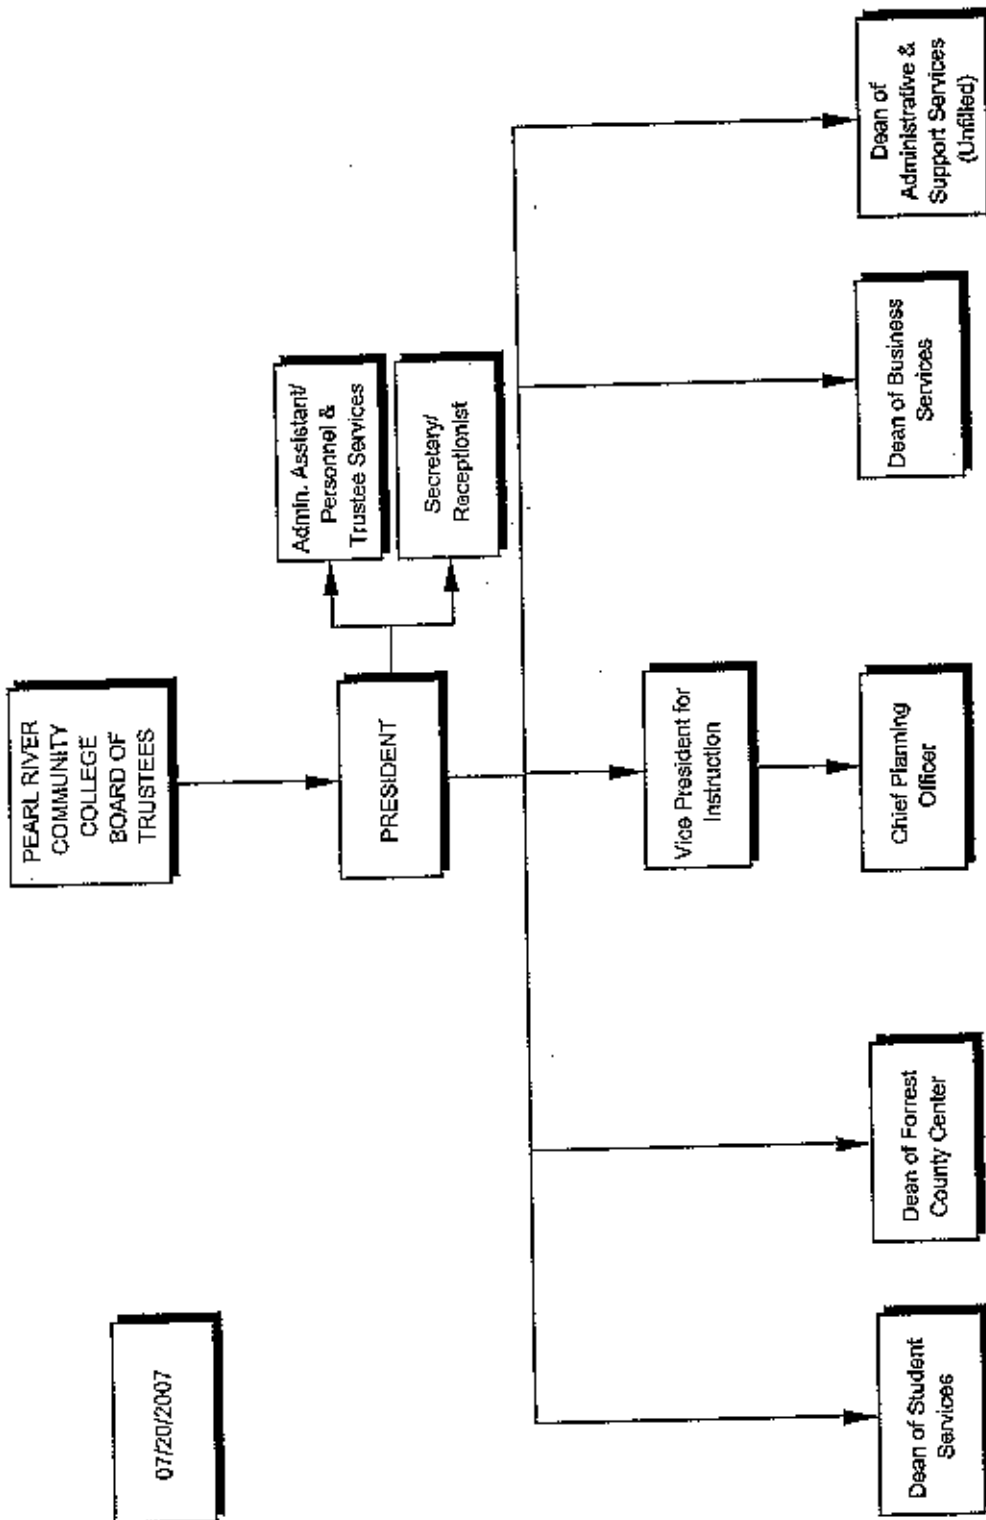 07/20/2007
PEARL RIVER
COMMUNITY
COLLEGE
BOARD OF
TRUSTEES
PRESIDENT
Admin. Assistant/
Personnel &
Trustee Services
Secretary/
Receptionist
Vice President for
Instruction
Dean of Student
Services
Dean of Forrest
County Center
Chief Planning
Officer
Dean of Business
Services
Dean of
Administrative &
Support Services
(Unfilled)